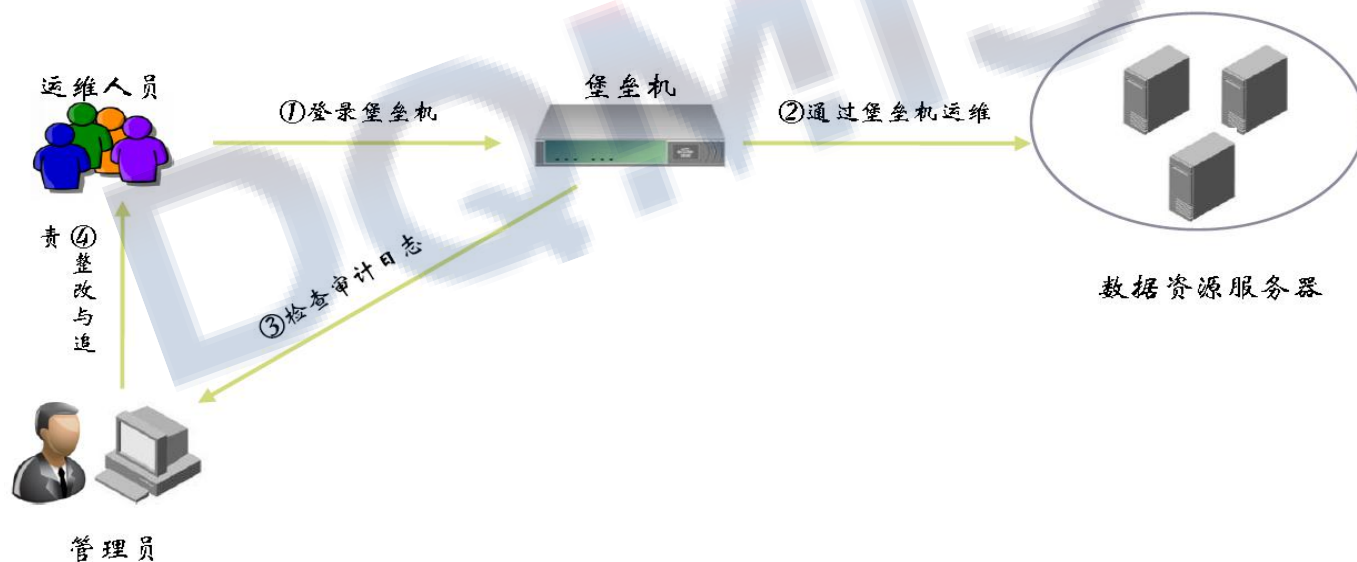 运维人员
堡垒机
①登录堡垒机
②通过堡垒机运维
数据资源服务器
③检查审计日志
④整改与追责
管理员
DQMIS